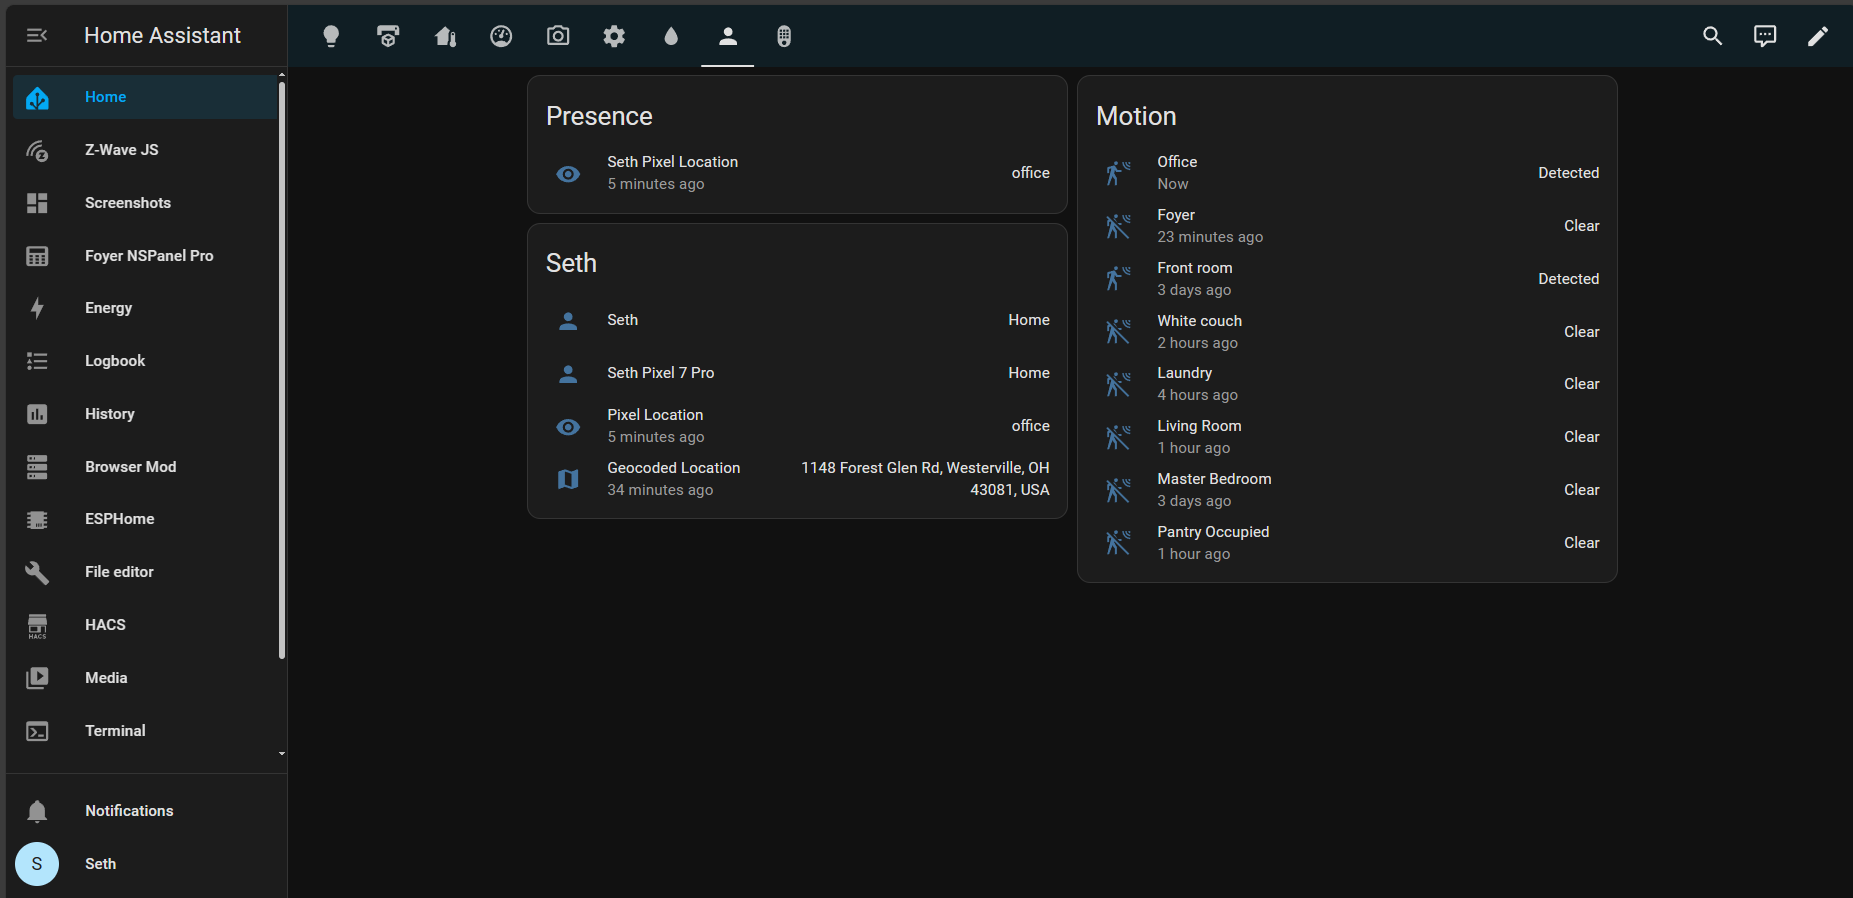 Home Assistant
Home
Z-Wave JS
Screenshots
Foyer NSPanel Pro
Energy
Logbook
History
Browser Mod
ESPHome
File editor
HACS
HACS
Media
Terminal
Notifications
S
Seth
Presence
Seth Pixel Location
5 minutes ago
office
Seth
Seth
Home
Seth Pixel 7 Pro
Home
Pixel Location
5 minutes ago
office
Geocoded Location
34 minutes ago
1148 Forest Glen Rd, Westerville, OH
43081, USA
Motion
Office
Now
Detected
Foyer
23 minutes ago
Clear
Front room
3 days ago
Detected
White couch
2 hours ago
Clear
Laundry
4 hours ago
Clear
Living Room
1 hour ago
Clear
Master Bedroom
3 days ago
Clear
Pantry Occupied
1 hour ago
Clear